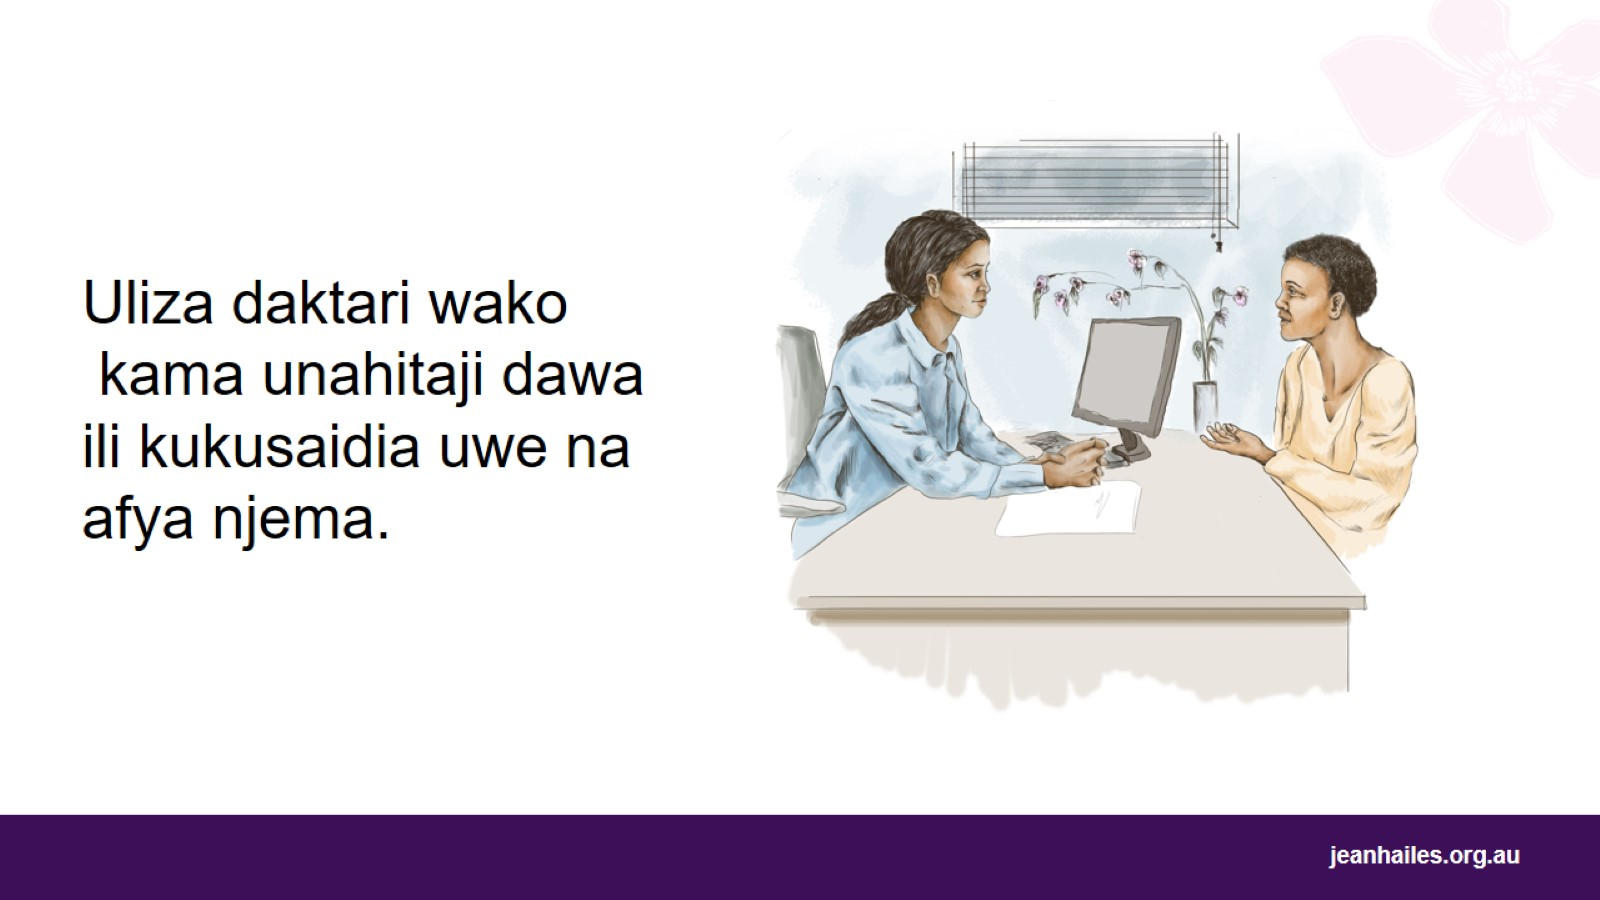 Uliza daktari wako
kama unahitaji dawa
ili kukusaidia uwe na
afya njema.
jeanhailes.org.au